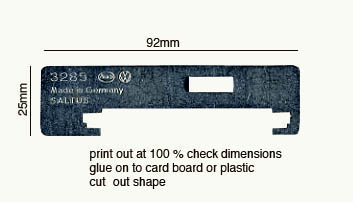 92mm
25mm
3283
Made in Germany
SALTUS
print out at 100 % check dimensions
glue on to card board or plastic
cut out shape